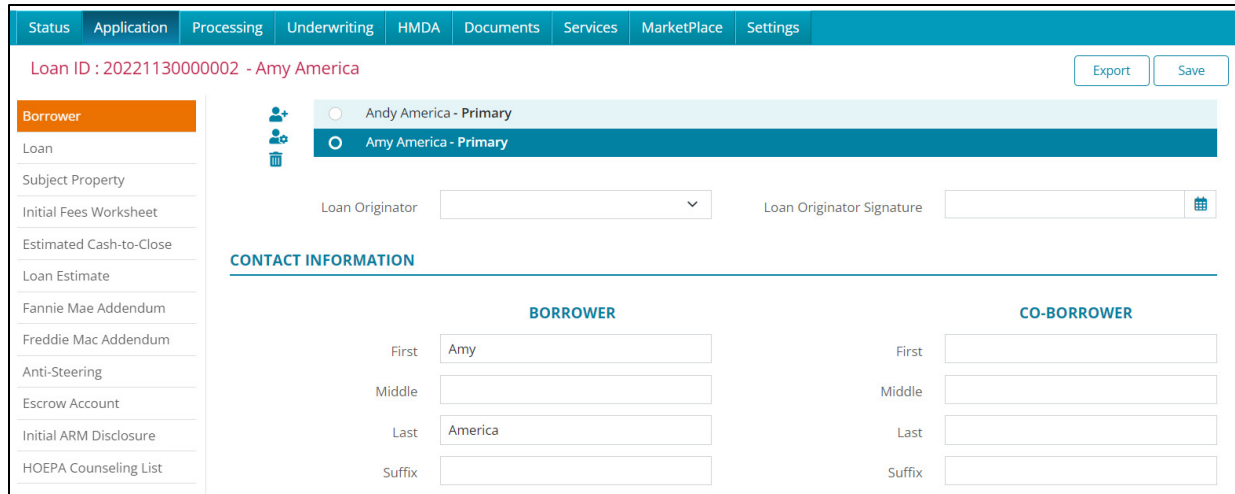 Status Application Processing Underwriting HMDA Documents Services MarketPlace Settings
Loan ID : 20221130000002 - Amy America
Export Save
Borrower
Loan
Subject Property
Initial Fees Worksheet
Estimated Cash-to-Close
Loan Estimate
Fannie Mae Addendum
Freddie Mac Addendum
Anti-Steering
Escrow Account
Initial ARM Disclosure
HOEPA Counseling List
Andy America - Primary
Amy America - Primary
Loan Originator Loan Originator Signature
CONTACT INFORMATION
BORROWER CO-BORROWER
First Amy First
Middle Middle
Last America Last
Suffix Suffix